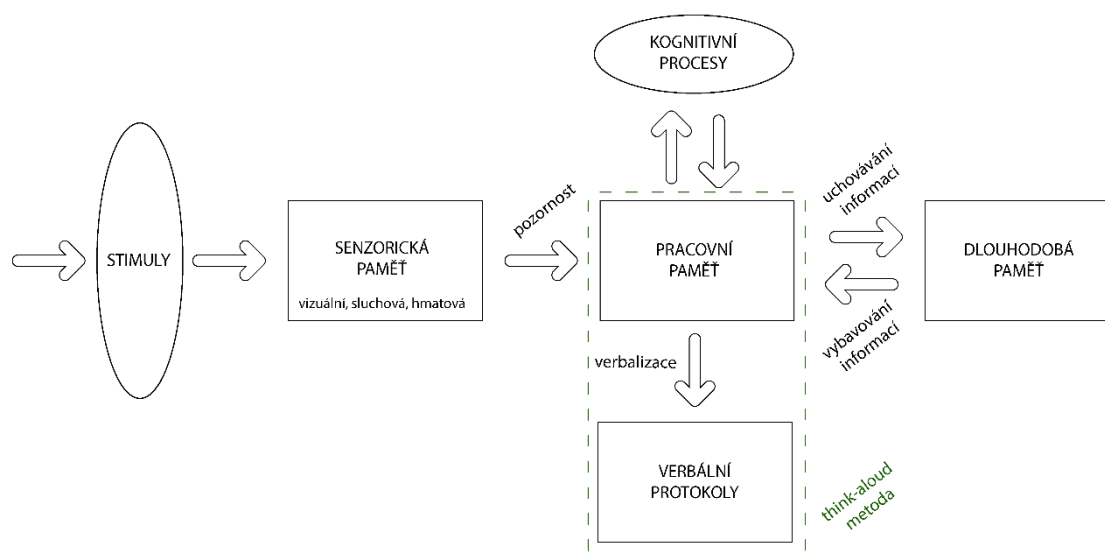 KOGNITIVNÍ
PROCESY
STIMULY
SENZORICKÁ
PAMĚŤ
vizuální, sluchová, hmatová
pozornost
PRACOVNÍ
PAMĚŤ
uchovávání
informací
vybavování
informací
DLOUHODOBÁ
PAMĚŤ
verbalizace
VERBÁLNÍ
PROTOKOLY
think-aloud
metoda